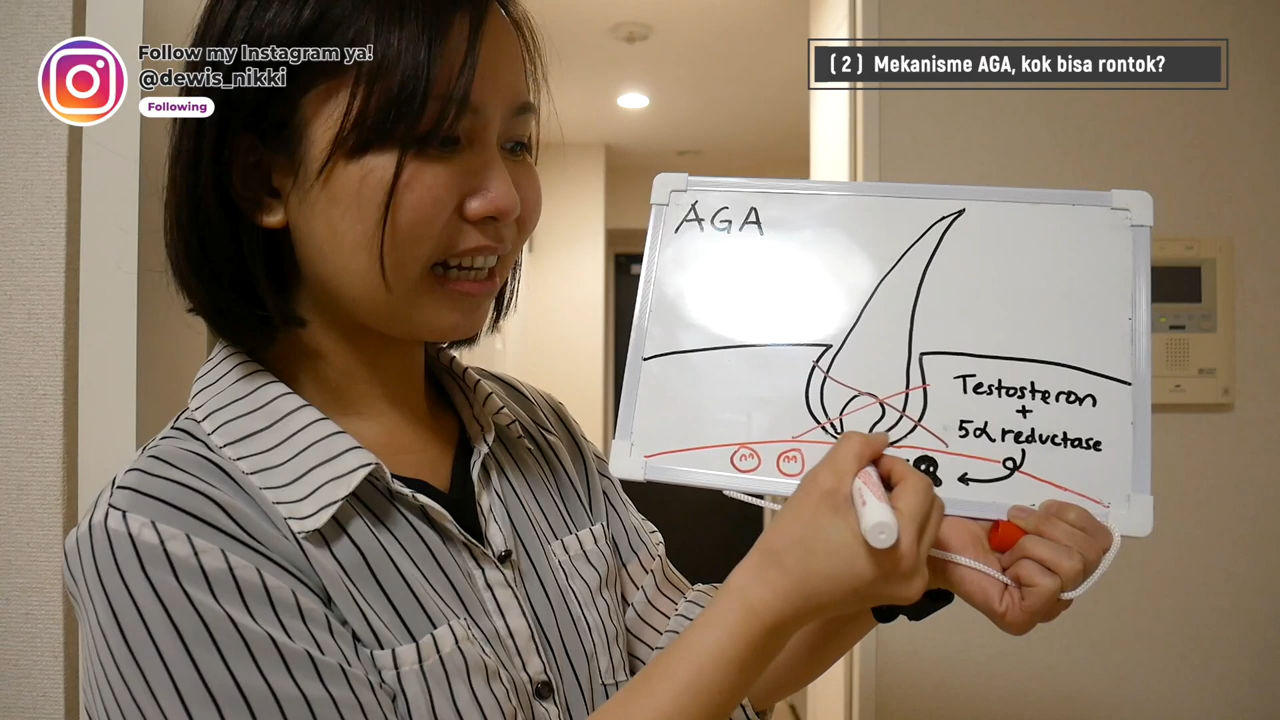 Follow my Instagram ya!
@dewis_nikki
Following
( 2 ) Mekanisme AGA, kok bisa rontok?
AGA
Testosteron
+
5α reductase